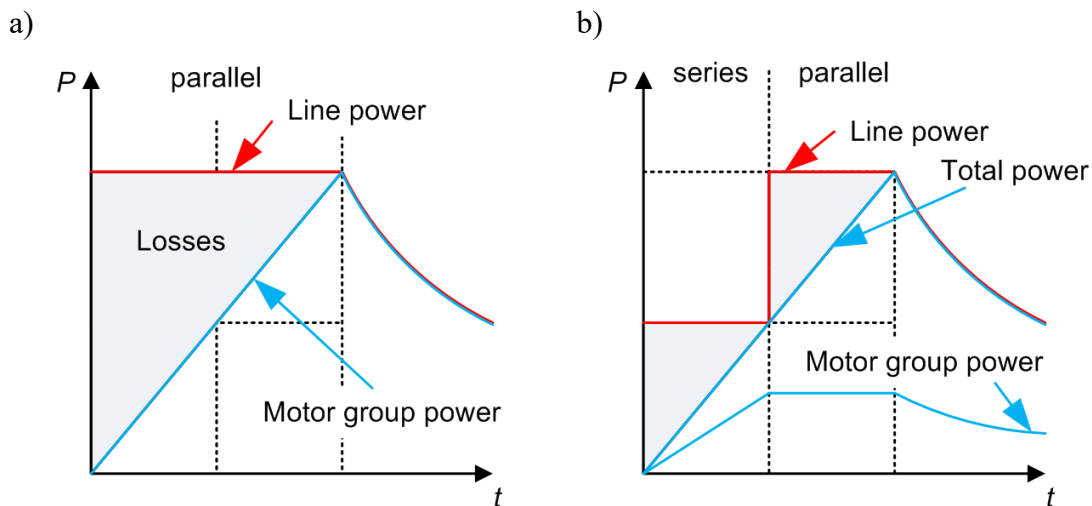 a)
P
parallel
Line power
Losses
Motor group power
t
b)
P
series
parallel
Line power
Total power
Motor group power
t